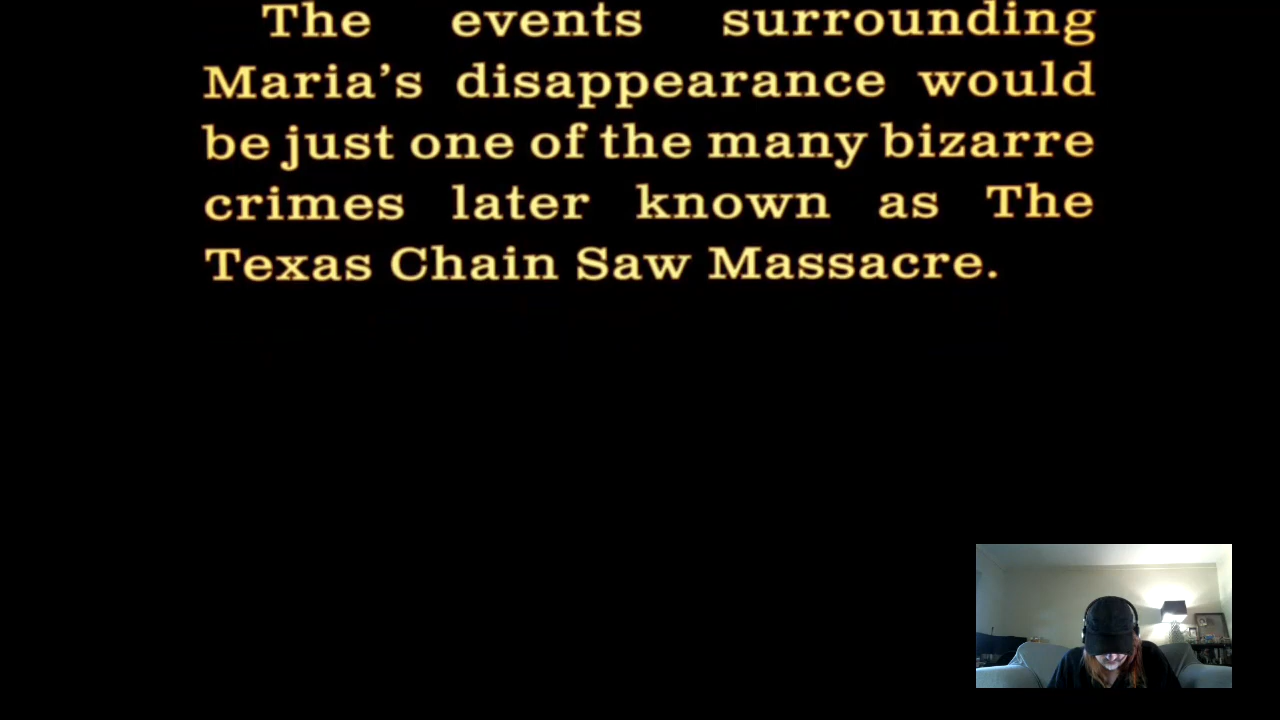 The events surrounding
Maria’s disappearance would
be just one of the many bizarre
crimes later known as The
Texas Chain Saw Massacre.